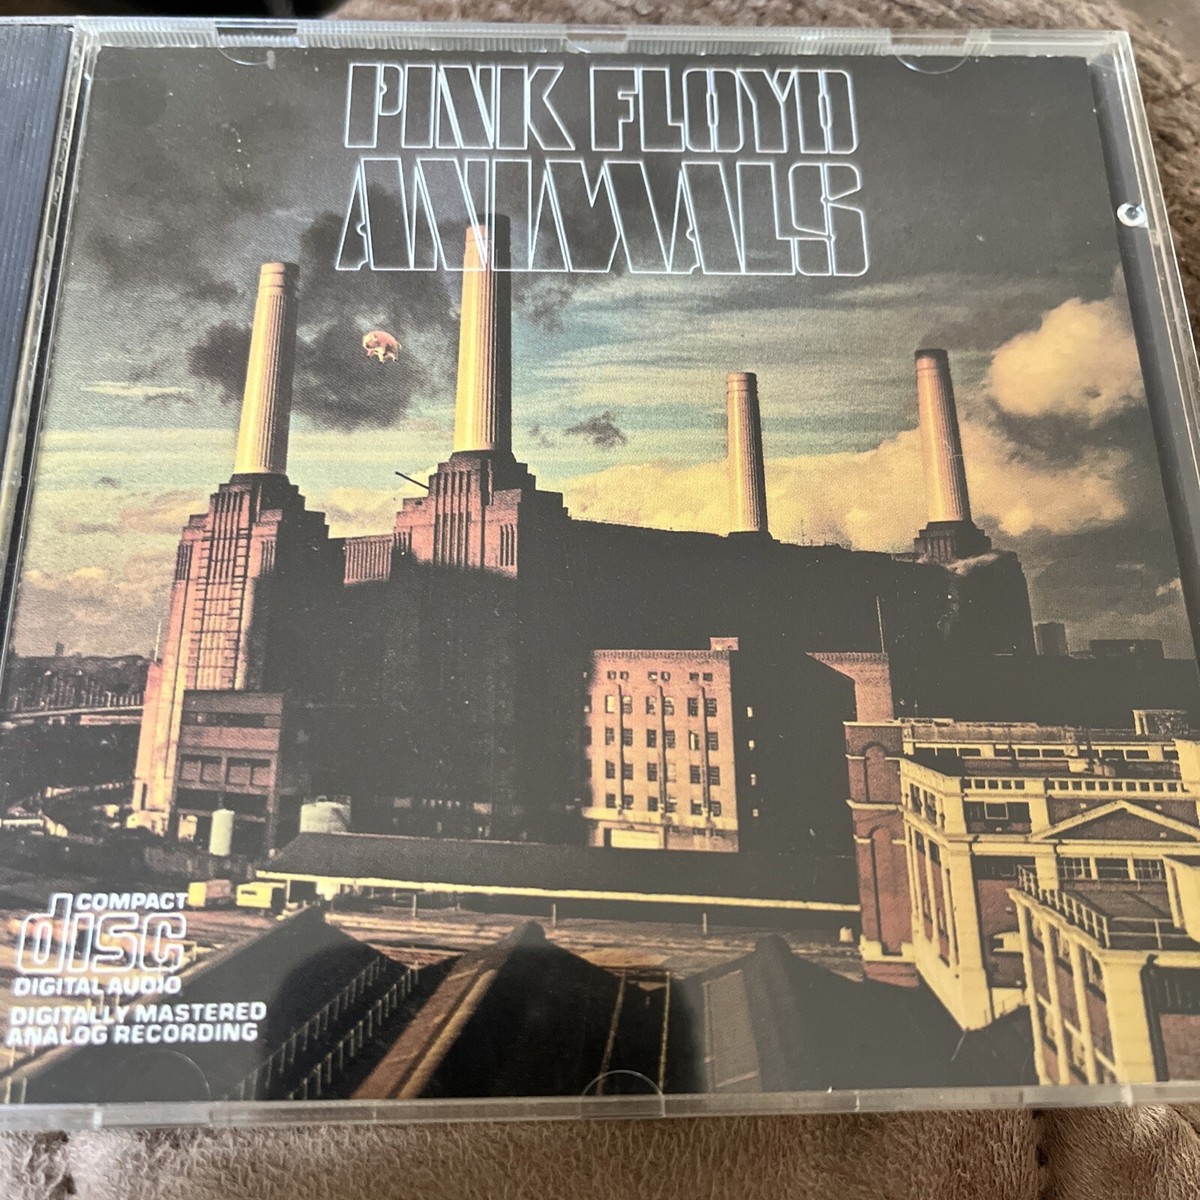 PINK FLOYD
ANIMALS
COMPACT
disc
DIGITAL AUDIO
DIGITALLY MASTERED
ANALOG RECORDING